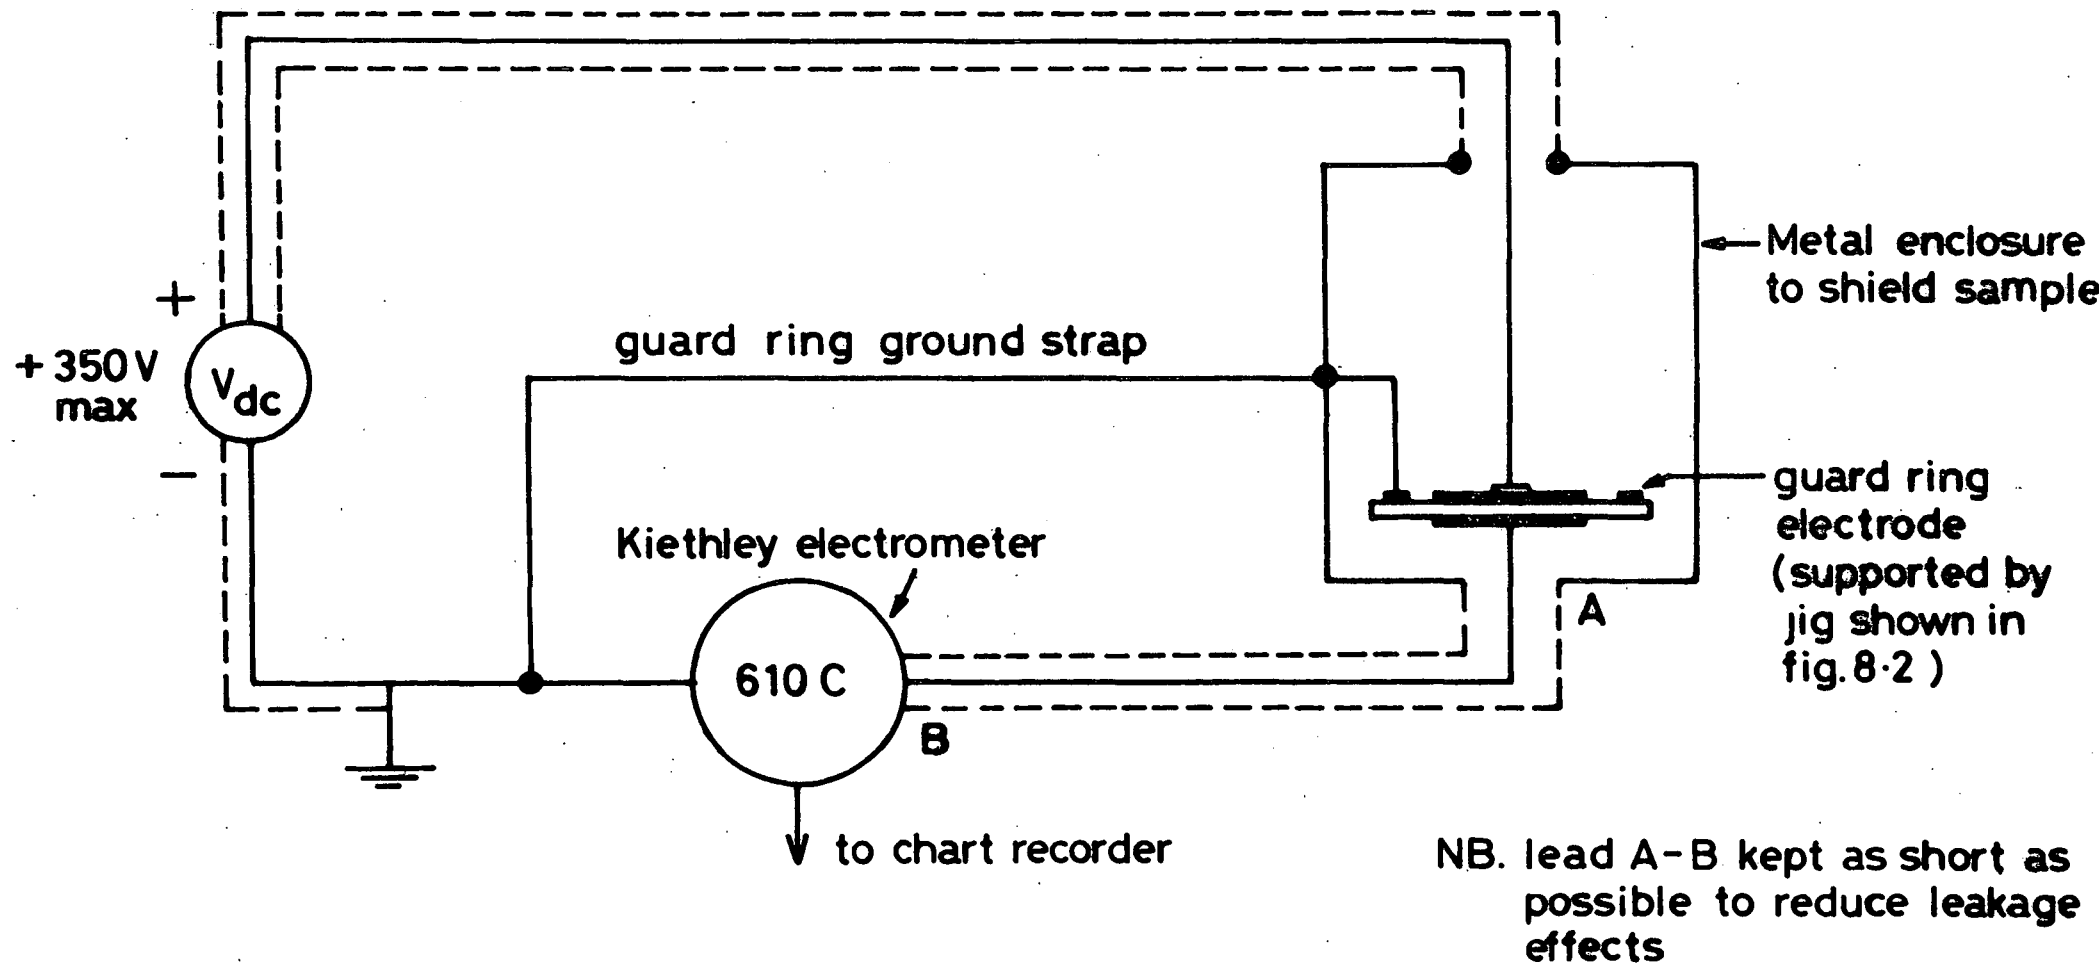 +
+350V
max
Vdc
−
guard ring ground strap
Metal enclosure
to shield sample
guard ring
electrode
(supported by
jig shown in
fig. 8·2 )
Kiethley electrometer
610 C
A
B
to chart recorder
NB. lead A-B kept as short as
possible to reduce leakage
effects